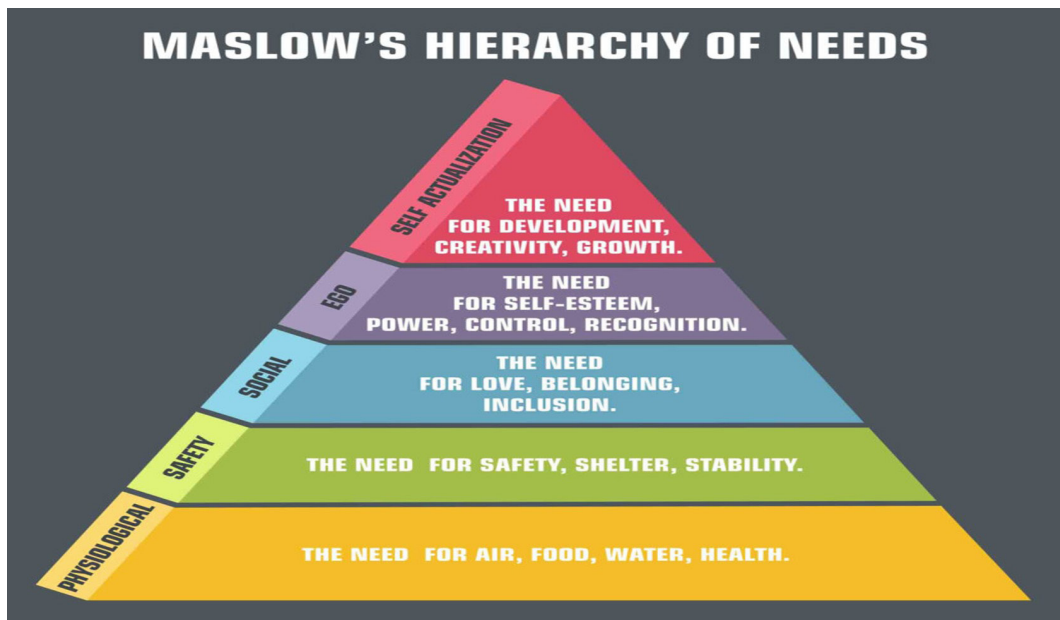 MASLOW'S HIERARCHY OF NEEDS
SELF ACTUALIZATION
THE NEED
FOR DEVELOPMENT,
CREATIVITY, GROWTH.
EGO
THE NEED
FOR SELF-ESTEEM,
POWER, CONTROL, RECOGNITION.
SOCIAL
THE NEED
FOR LOVE, BELONGING,
INCLUSION.
SAFETY
THE NEED FOR SAFETY, SHELTER, STABILITY.
PHYSIOLOGICAL
THE NEED FOR AIR, FOOD, WATER, HEALTH.